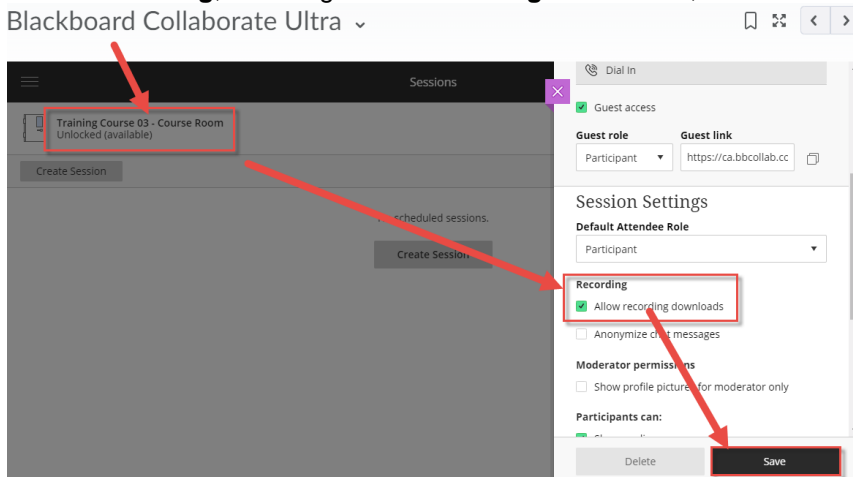 Blackboard Collaborate Ultra
Sessions
Training Course 03 - Course Room
Unlocked (available)
Create Session
scheduled sessions.
Create Session
Dial In
Guest access
Guest role Guest link
Participant https://ca.bbcollab.cc
Session Settings
Default Attendee Role
Participant
Recording
Allow recording downloads
Anonymize chat messages
Moderator permissions
Show profile pictures for moderator only
Participants can:
Delete Save